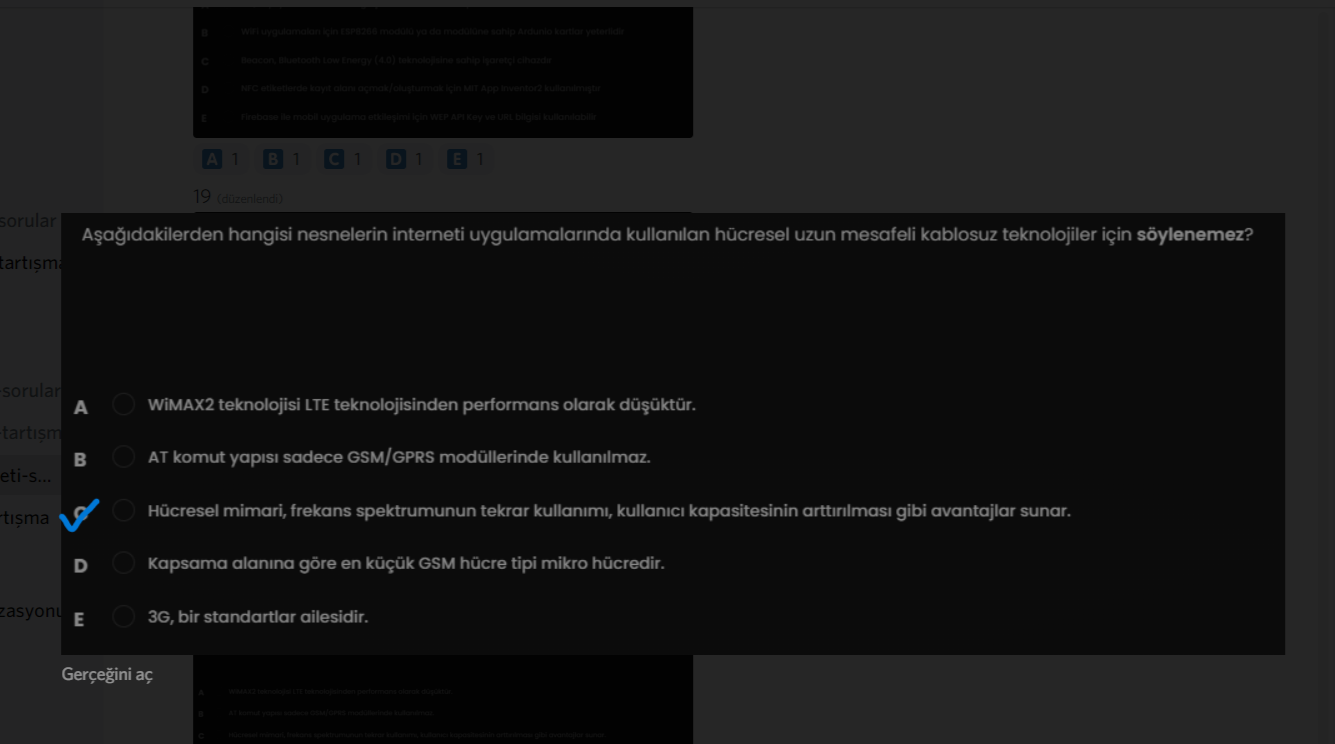 B WiFi uygulamaları için ESP8266 modülü ya da modülüne sahip Arduino kartlar yeterlidir
C Beacon, Bluetooth Low Energy (4.0) teknolojisine sahip işaretçi cihazdır
D NFC etiketlerde kayıt alanı açmak/oluşturmak için MIT App Inventor2 kullanılmıştır
E Firebase ile mobil uygulama etkileşimi için WEP API Key ve URL bilgisi kullanılabilir
A 1 B 1 C 1 D 1 E 1
19 (düzenlendi)
sorular
tartışma
Aşağıdakilerden hangisi nesnelerin interneti uygulamalarında kullanılan hücresel uzun mesafeli kablosuz teknolojiler için söylenemez?
-sorular
A WiMAX2 teknolojisi LTE teknolojisinden performans olarak düşüktür.
-tartışm
B AT komut yapısı sadece GSM/GPRS modüllerinde kullanılmaz.
eti-s...
C Hücresel mimari, frekans spektrumunun tekrar kullanımı, kullanıcı kapasitesinin arttırılması gibi avantajlar sunar.
rtışma
D Kapsama alanına göre en küçük GSM hücre tipi mikro hücredir.
zasyonu
E 3G, bir standartlar ailesidir.
Gerçeğini aç
A WiMAX2 teknolojisi LTE teknolojisinden performans olarak düşüktür.
B AT komut yapısı sadece GSM/GPRS modüllerinde kullanılmaz.
C Hücresel mimari, frekans spektrumunun tekrar kullanımı, kullanıcı kapasitesinin arttırılması gibi avantajlar sunar.